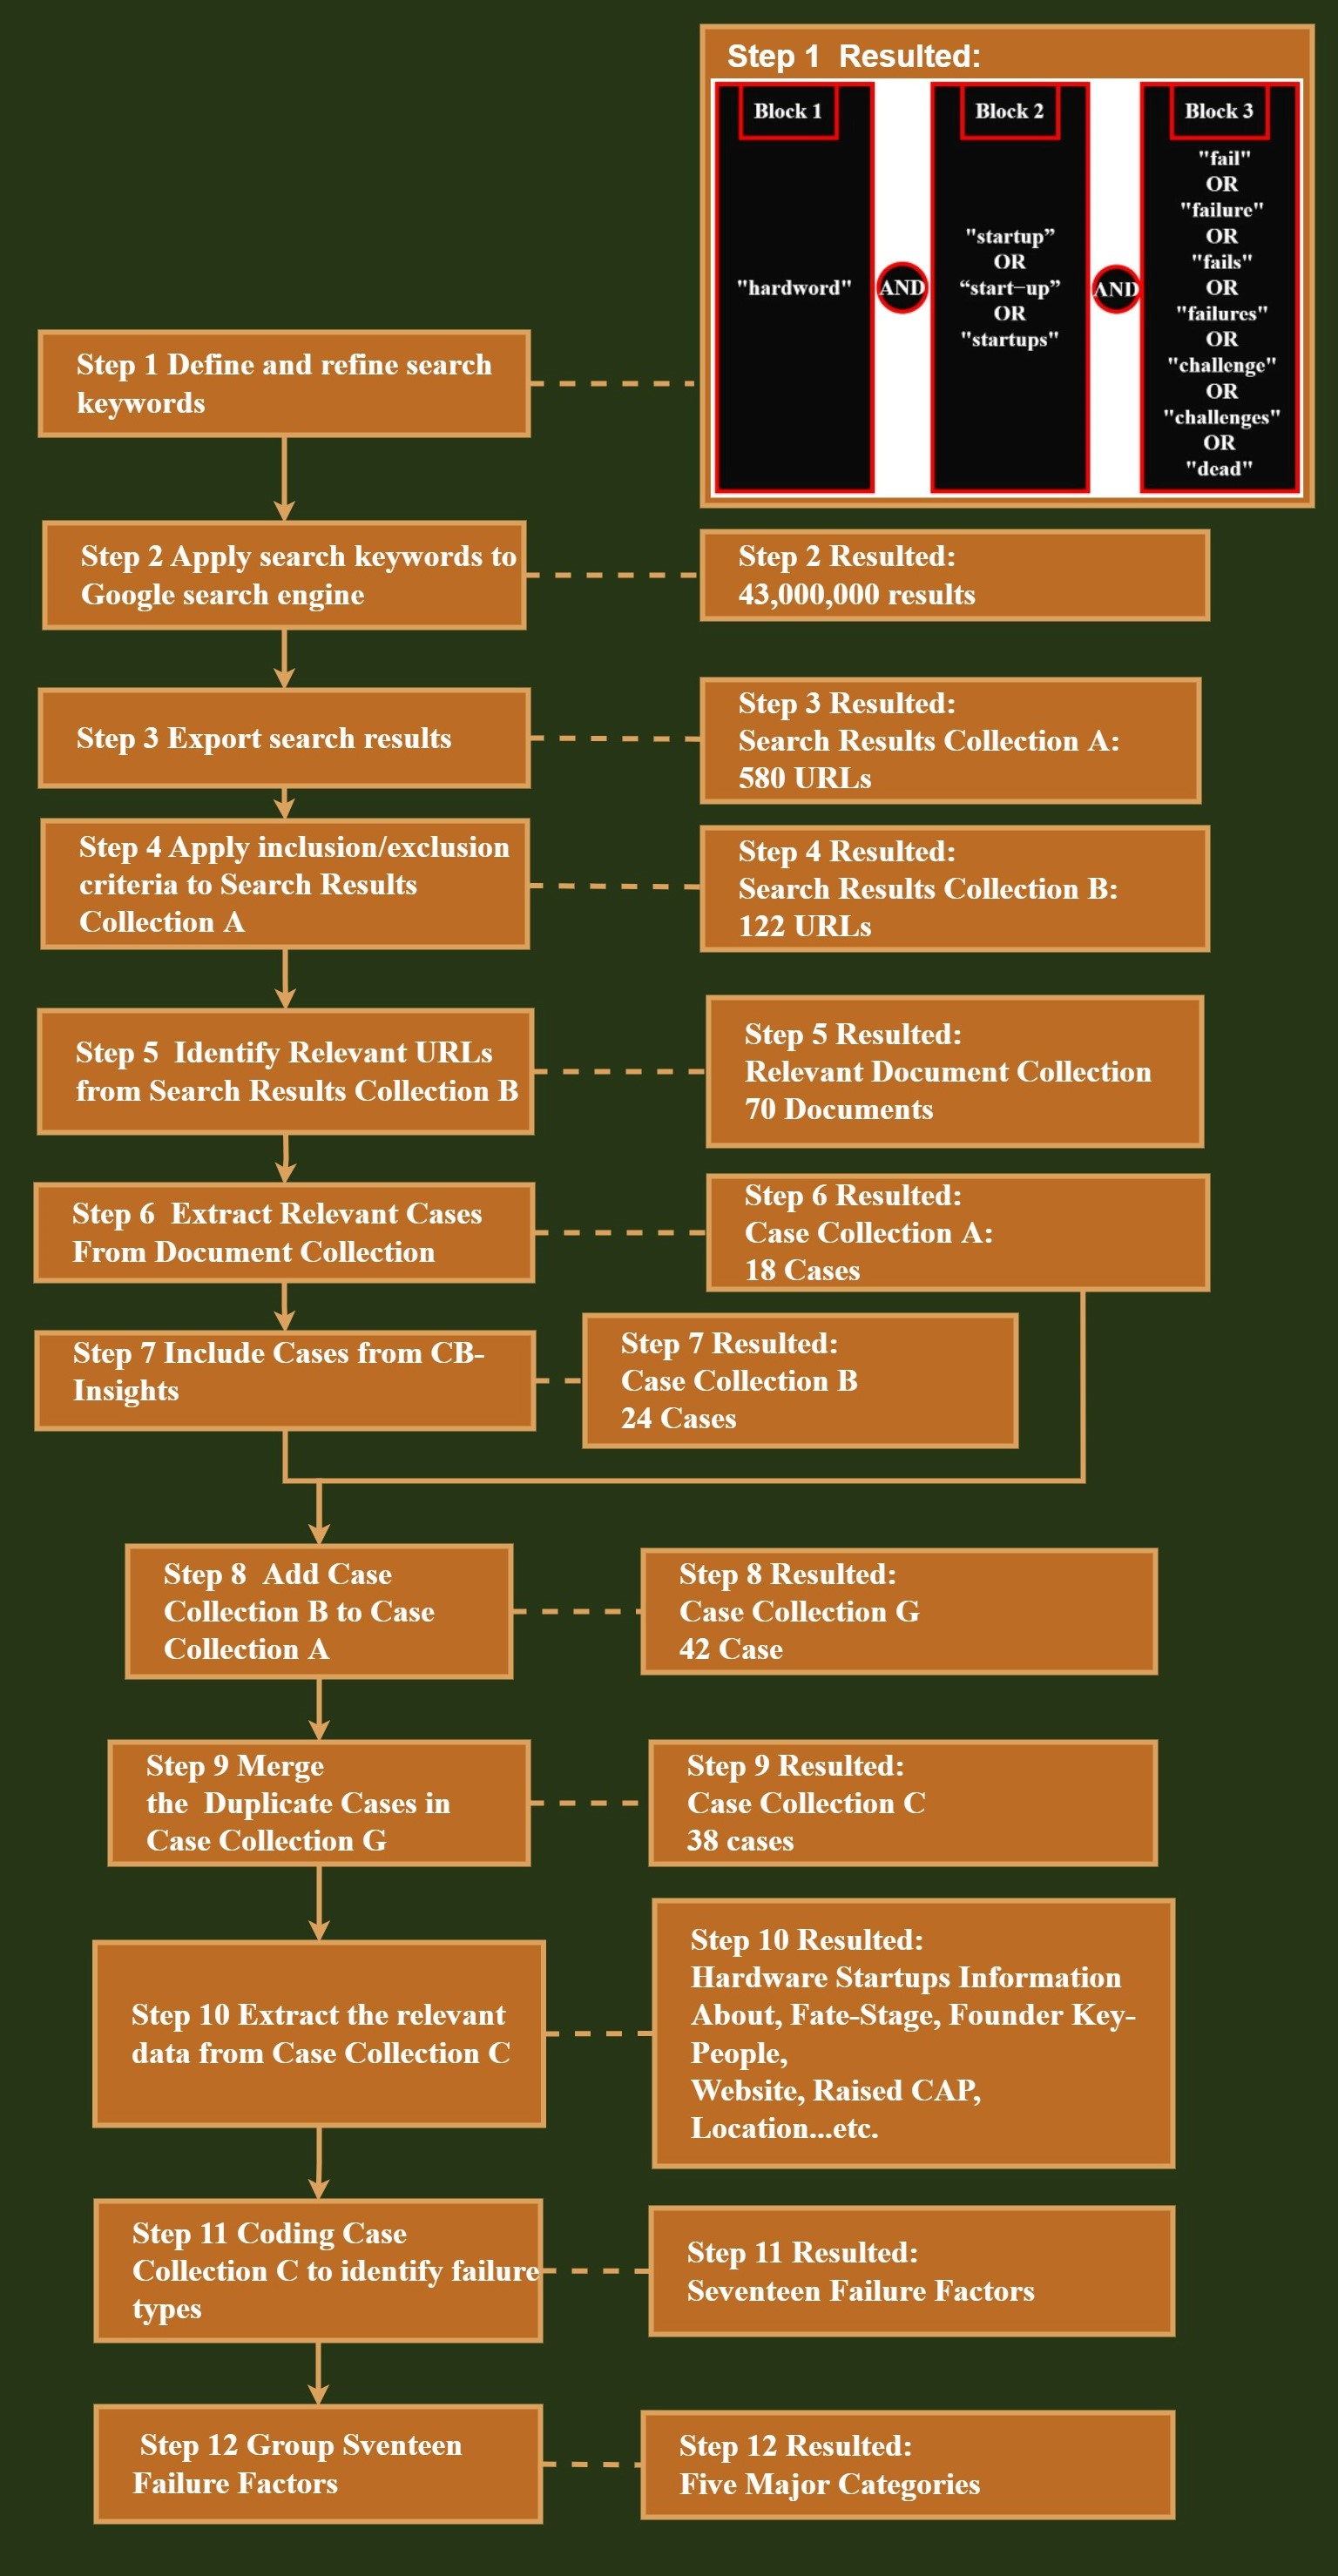 Step 1  Resulted:
Block 1
"hardword"
AND
Block 2
"startup”
OR
“start−up”
OR
"startups"
AND
Block 3
"fail"
OR
"failure"
OR
"fails"
OR
"failures"
OR
"challenge"
OR
"challenges"
OR
"dead"
Step 1 Define and refine search
keywords
Step 2 Apply search keywords to
Google search engine
Step 2 Resulted:
43,000,000 results
Step 3 Export search results
Step 3 Resulted:
Search Results Collection A:
580 URLs
Step 4 Apply inclusion/exclusion
criteria to Search Results
Collection A
Step 4 Resulted:
Search Results Collection B:
122 URLs
Step 5  Identify Relevant URLs
from Search Results Collection B
Step 5 Resulted:
Relevant Document Collection
70 Documents
Step 6  Extract Relevant Cases
From Document Collection
Step 6 Resulted:
Case Collection A:
18 Cases
Step 7 Include Cases from CB-
Insights
Step 7 Resulted:
Case Collection B
24 Cases
Step 8  Add Case
Collection B to Case
Collection A
Step 8 Resulted:
Case Collection G
42 Case
Step 9 Merge
the  Duplicate Cases in
Case Collection G
Step 9 Resulted:
Case Collection C
38 cases
Step 10 Extract the relevant
data from Case Collection C
Step 10 Resulted:
Hardware Startups Information
About, Fate-Stage, Founder Key-
People,
Website, Raised CAP,
Location...etc.
Step 11 Coding Case
Collection C to identify failure
types
Step 11 Resulted:
Seventeen Failure Factors
Step 12 Group Sventeen
Failure Factors
Step 12 Resulted:
Five Major Categories